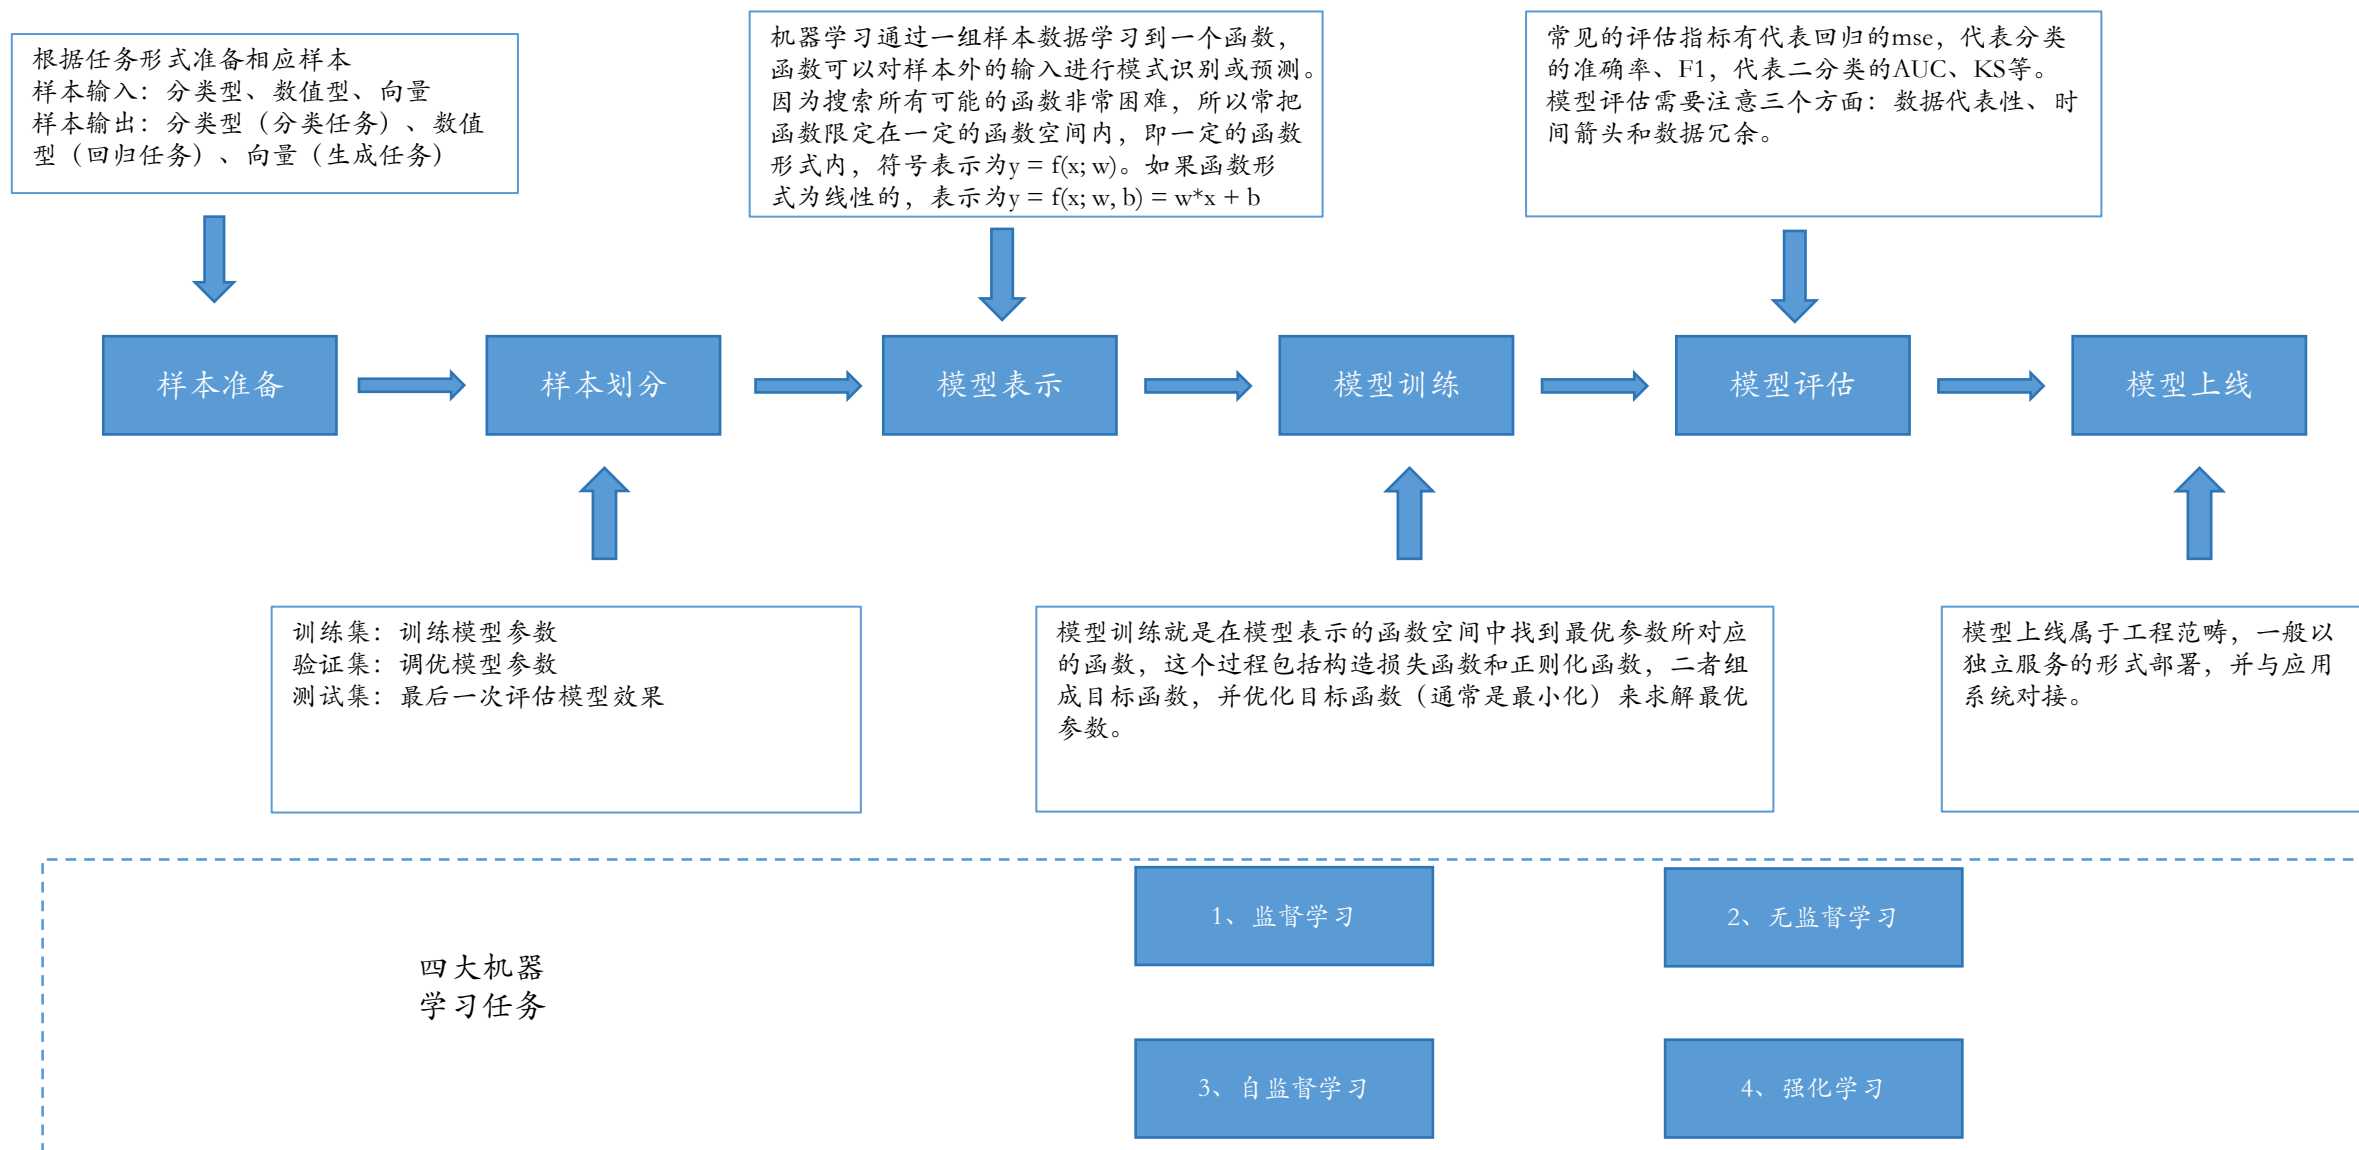 根据任务形式准备相应样本
样本输入：分类型、数值型、向量
样本输出：分类型（分类任务）、数值
型（回归任务）、向量（生成任务）
机器学习通过一组样本数据学习到一个函数，
函数可以对样本外的输入进行模式识别或预测。
因为搜索所有可能的函数非常困难，所以常把
函数限定在一定的函数空间内，即一定的函数
形式内，符号表示为y = f(x; w)。如果函数形
式为线性的，表示为y = f(x; w, b) = w*x + b
常见的评估指标有代表回归的mse，代表分类
的准确率、F1，代表二分类的AUC、KS等。
模型评估需要注意三个方面：数据代表性、时
间箭头和数据冗余。
样本准备
样本划分
模型表示
模型训练
模型评估
模型上线
训练集：训练模型参数
验证集：调优模型参数
测试集：最后一次评估模型效果
模型训练就是在模型表示的函数空间中找到最优参数所对应
的函数，这个过程包括构造损失函数和正则化函数，二者组
成目标函数，并优化目标函数（通常是最小化）来求解最优
参数。
模型上线属于工程范畴，一般以
独立服务的形式部署，并与应用
系统对接。
四大机器
学习任务
1、监督学习
2、无监督学习
3、自监督学习
4、强化学习